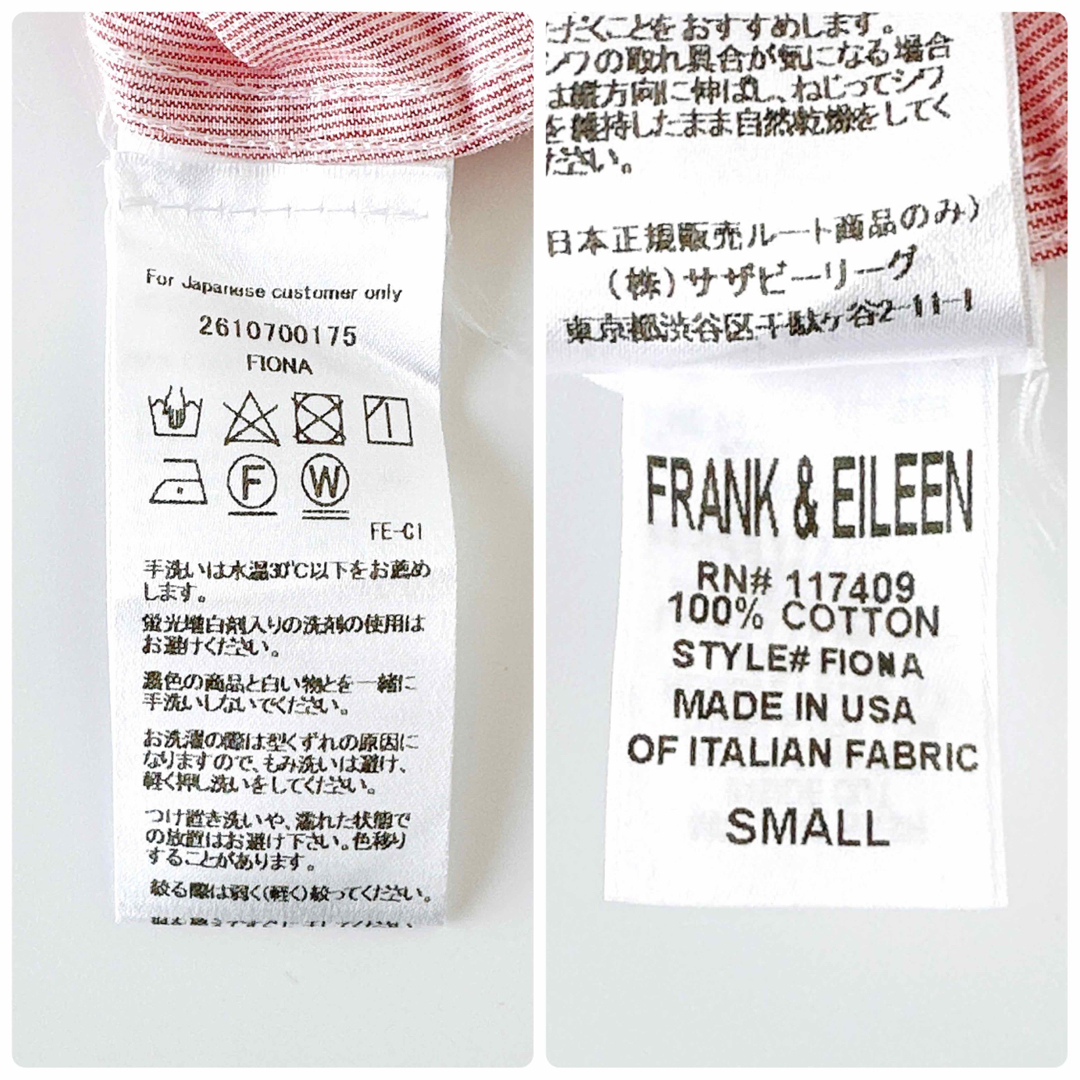 For Japanese customer only
2610700175
FIONA
F W
FE-C1
手洗いは水温30℃以下をお薦め
します。
蛍光増白剤入りの洗剤の使用は
お避けください。
濃色の商品と白い物とを一緒に
手洗いしないでください。
お洗濯の際は型くずれの原因に
なりますので、もみ洗いは避け、
軽く押し洗いをしてください。
つけ置き洗いや、濡れた状態で
の放置はお避け下さい。色移り
することがあります。
絞る際は弱く(軽く)絞ってください。
ただくことをおすすめします。
シワの取れ具合が気になる場合
は縦方向に伸ばし、ねじってシワ
を維持したまま自然乾燥をしてく
ださい。
日本正規販売ルート商品のみ)
(株)サザビーリーグ
東京都渋谷区千駄ヶ谷2-11-1
FRANK & EILEEN
RN# 117409
100% COTTON
STYLE# FIONA
MADE IN USA
OF ITALIAN FABRIC
SMALL